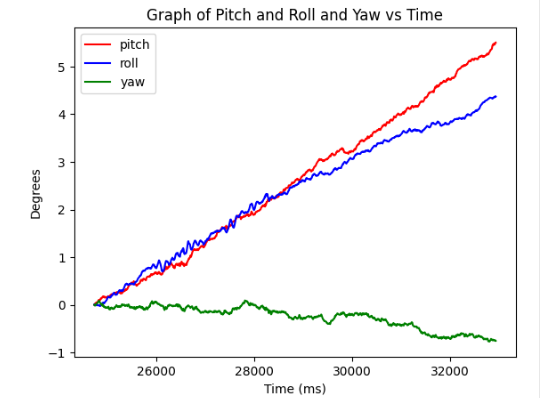 Graph of Pitch and Roll and Yaw vs Time
pitch
roll
yaw
5
4
3
2
1
0
−1
Degrees
26000 28000 30000 32000
Time (ms)